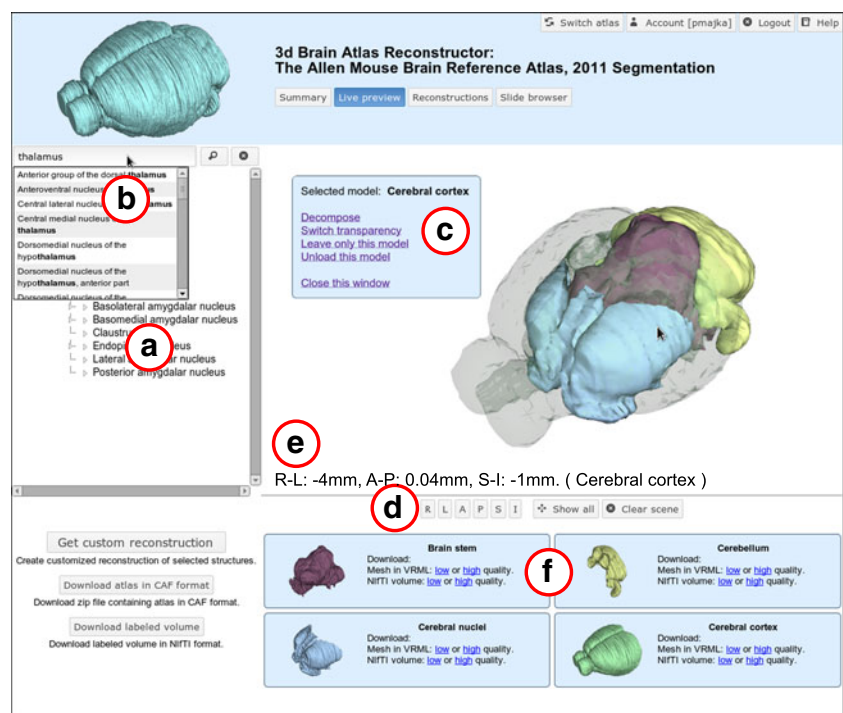 Switch atlas Account [pmajka] Logout Help
3d Brain Atlas Reconstructor:
The Allen Mouse Brain Reference Atlas, 2011 Segmentation
Summary Live preview Reconstructions Slide browser
thalamus
Anterior group of the dorsal thalamus
Anteroventral nucleus
Central lateral nucleus
Central medial nucleus
thalamus
Dorsomedial nucleus of the
hypothalamus
Dorsomedial nucleus of the
hypothalamus, anterior part
Dorsomedial nucleus of the
b
Basolateral amygdalar nucleus
Basomedial amygdalar nucleus
Lateral nucleus
Posterior amygdalar nucleus
a
Selected model: Cerebral cortex
Decompose
Switch transparency
Leave only this model
Unload this model
Close this window
c
e
R-L: -4mm, A-P: 0.04mm, S-I: -1mm. ( Cerebral cortex )
d
R L A P S I Show all Clear scene
Get custom reconstruction
Create customized reconstruction of selected structures.
Download atlas in CAF format
Download zip file containing atlas in CAF format.
Download labeled volume
Download labeled volume in NIfTI format.
Brain stem
Download:
Mesh in VRML: low or high quality.
NIfTI volume: low or high quality.
f
Cerebellum
Download:
Mesh in VRML: low or high quality.
NIfTI volume: low or high quality.
Cerebral nuclei
Download:
Mesh in VRML: low or high quality.
NIfTI volume: low or high quality.
Cerebral cortex
Download:
Mesh in VRML: low or high quality.
NIfTI volume: low or high quality.